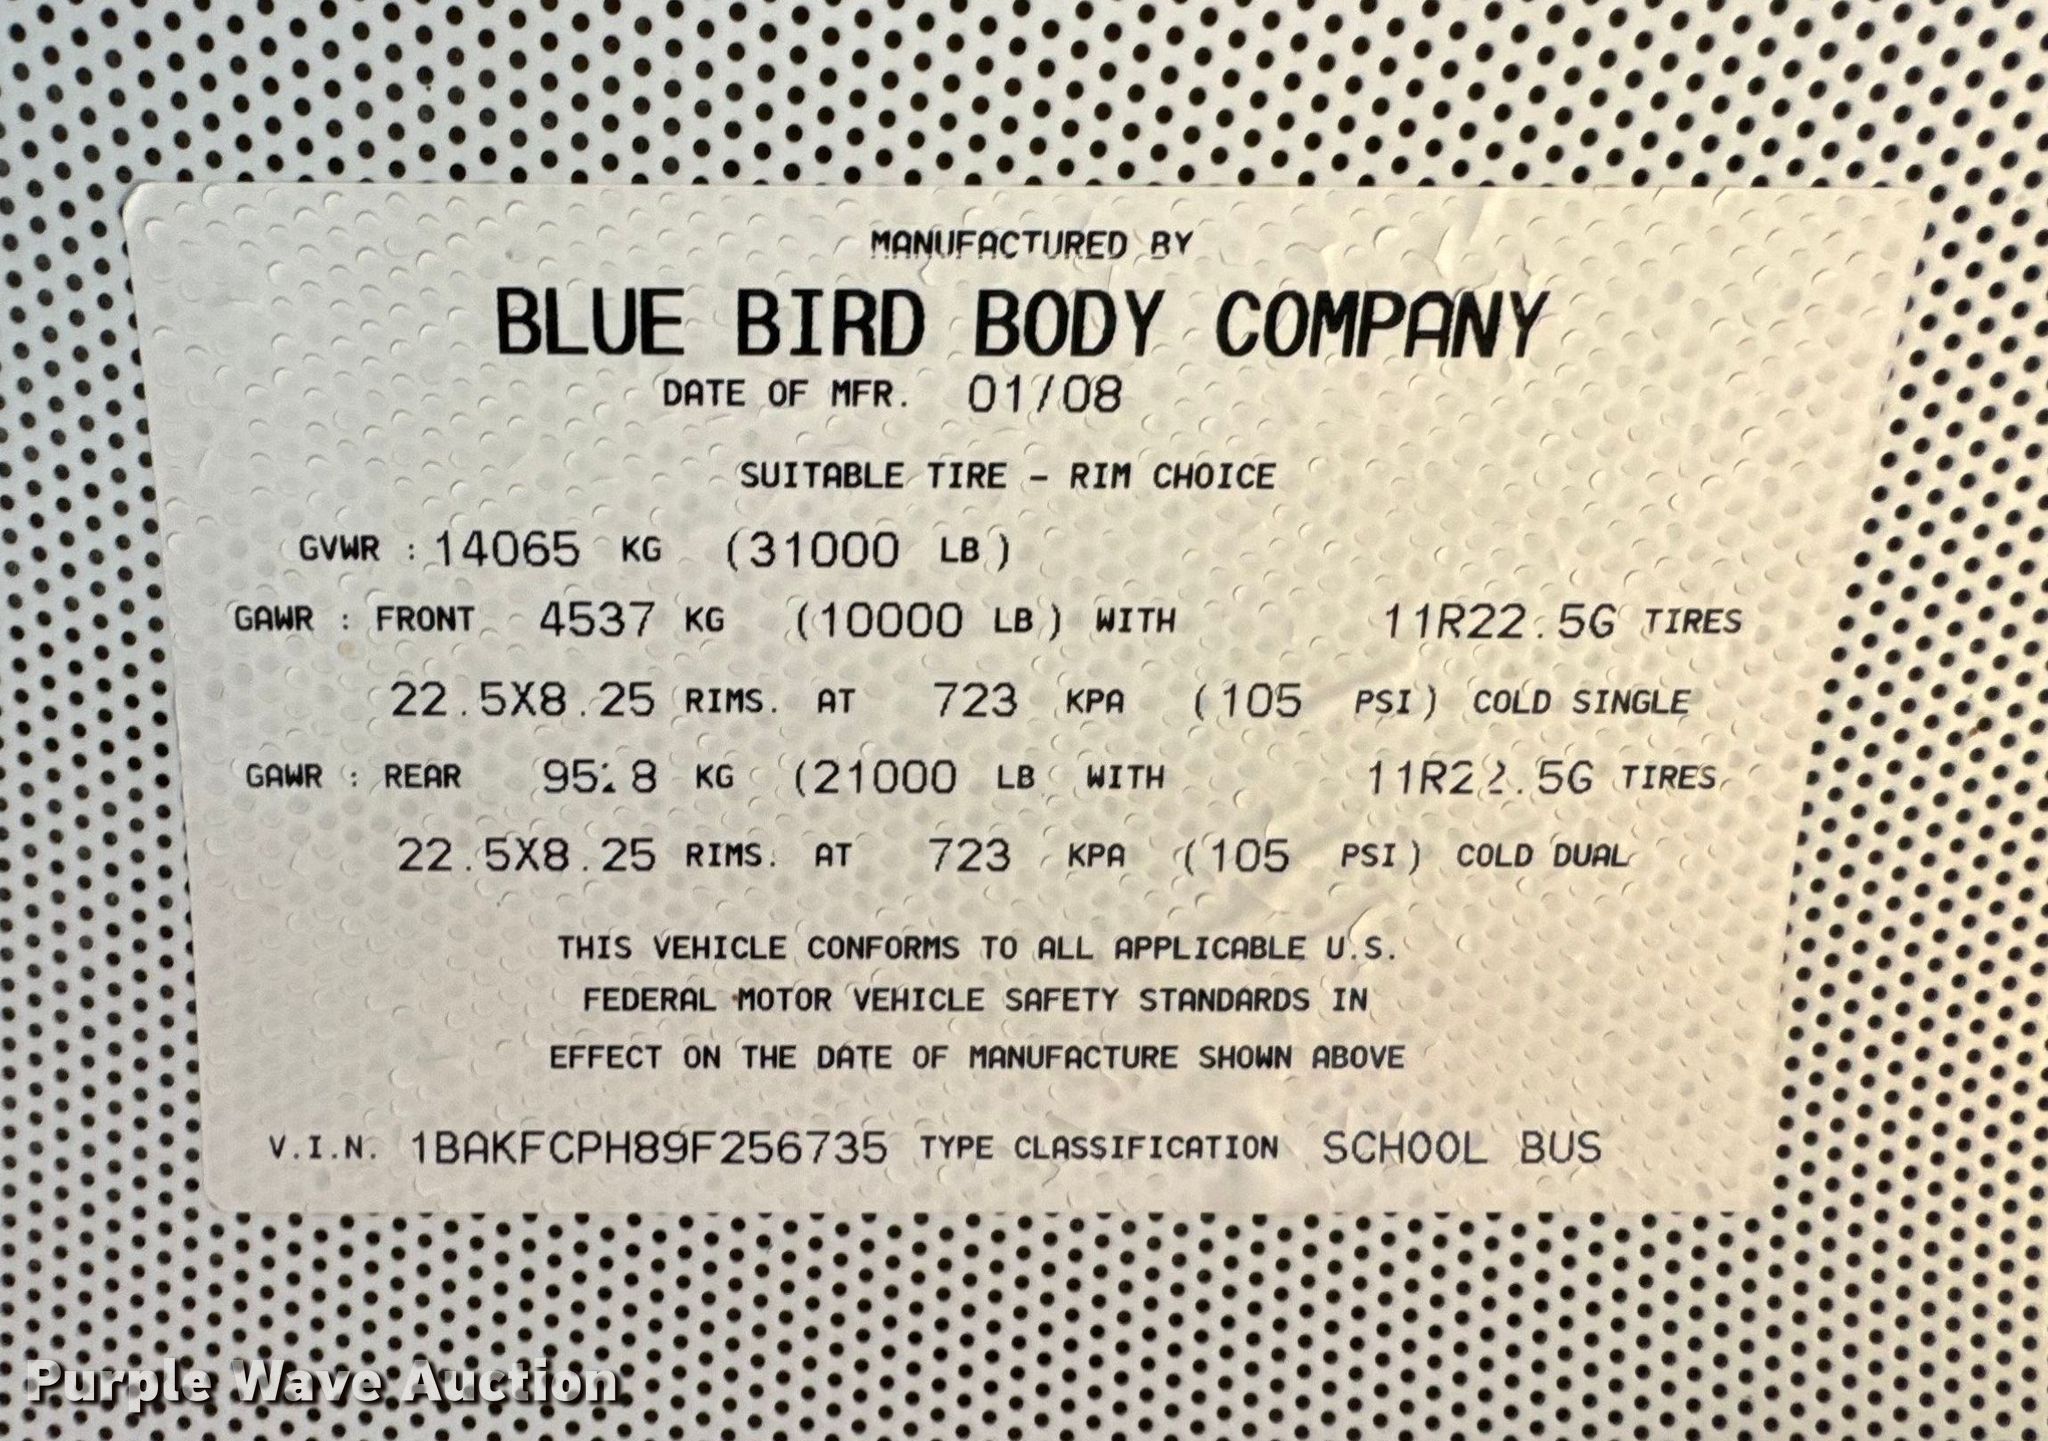 MANUFACTURED BY
BLUE BIRD BODY COMPANY
DATE OF MFR. 01/08
SUITABLE TIRE - RIM CHOICE
GVWR : 14065 KG (31000 LB)
GAWR : FRONT 4537 KG (10000 LB) WITH 11R22.5G TIRES
22.5X8.25 RIMS. AT 723 KPA (105 PSI) COLD SINGLE
GAWR : REAR KG (21000 LB WITH 11R22.5G TIRES
22.5X8.25 RIMS. AT 723 KPA (105 PSI) COLD DUAL
THIS VEHICLE CONFORMS TO ALL APPLICABLE U.S.
FEDERAL MOTOR VEHICLE SAFETY STANDARDS IN
EFFECT ON THE DATE OF MANUFACTURE SHOWN ABOVE
V.I.N. 1BAKFCPH89F256735 TYPE CLASSIFICATION SCHOOL BUS
Purple Wave Auction